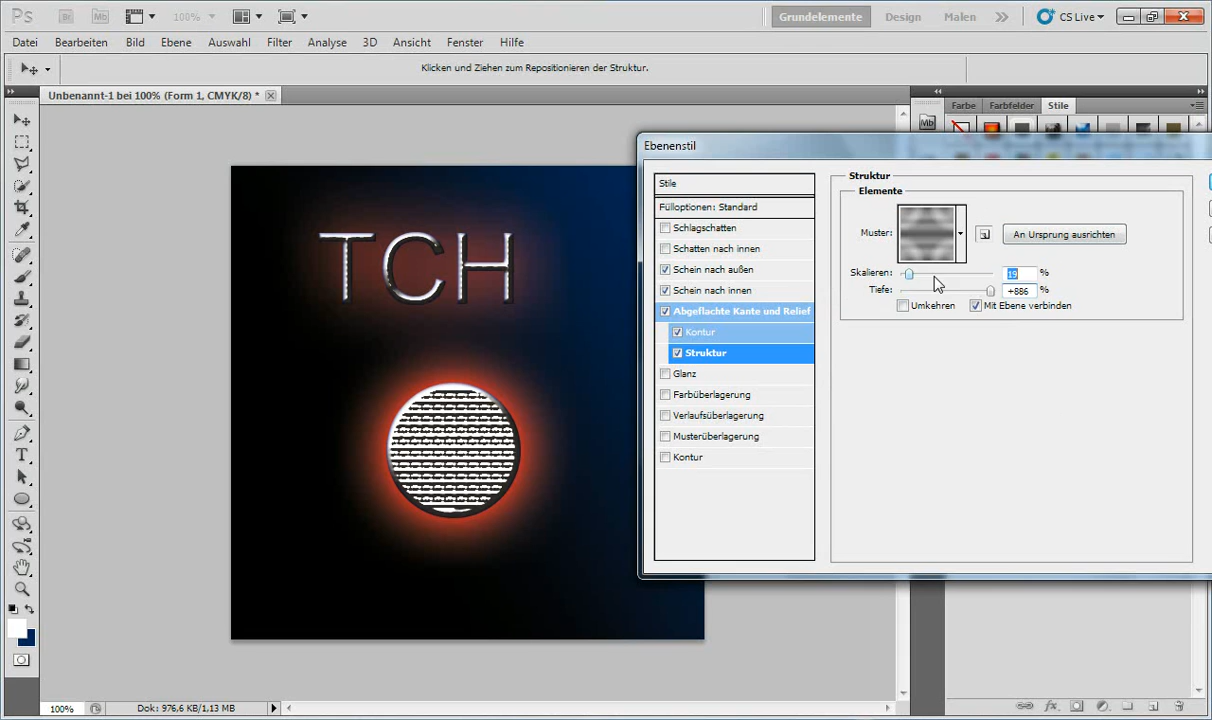 Ps Br Mb 100% Grundelemente Design Malen CS Live
Datei Bearbeiten Bild Ebene Auswahl Filter Analyse 3D Ansicht Fenster Hilfe
Klicken und Ziehen zum Repositionieren der Struktur.
Unbenannt-1 bei 100% (Form 1, CMYK/8) *
Farbe Farbfelder Stile
Mb
TCH
Ebenenstil
Stile
Fülloptionen: Standard
Schlagschatten
Schatten nach innen
Schein nach außen
Schein nach innen
Abgeflachte Kante und Relief
Kontur
Struktur
Glanz
Farbüberlagerung
Verlaufsüberlagerung
Musterüberlagerung
Kontur
Struktur
Elemente
Muster: An Ursprung ausrichten
Skalieren: 19 %
Tiefe: +886 %
Umkehren Mit Ebene verbinden
100% Dok: 976,6 KB/1,13 MB